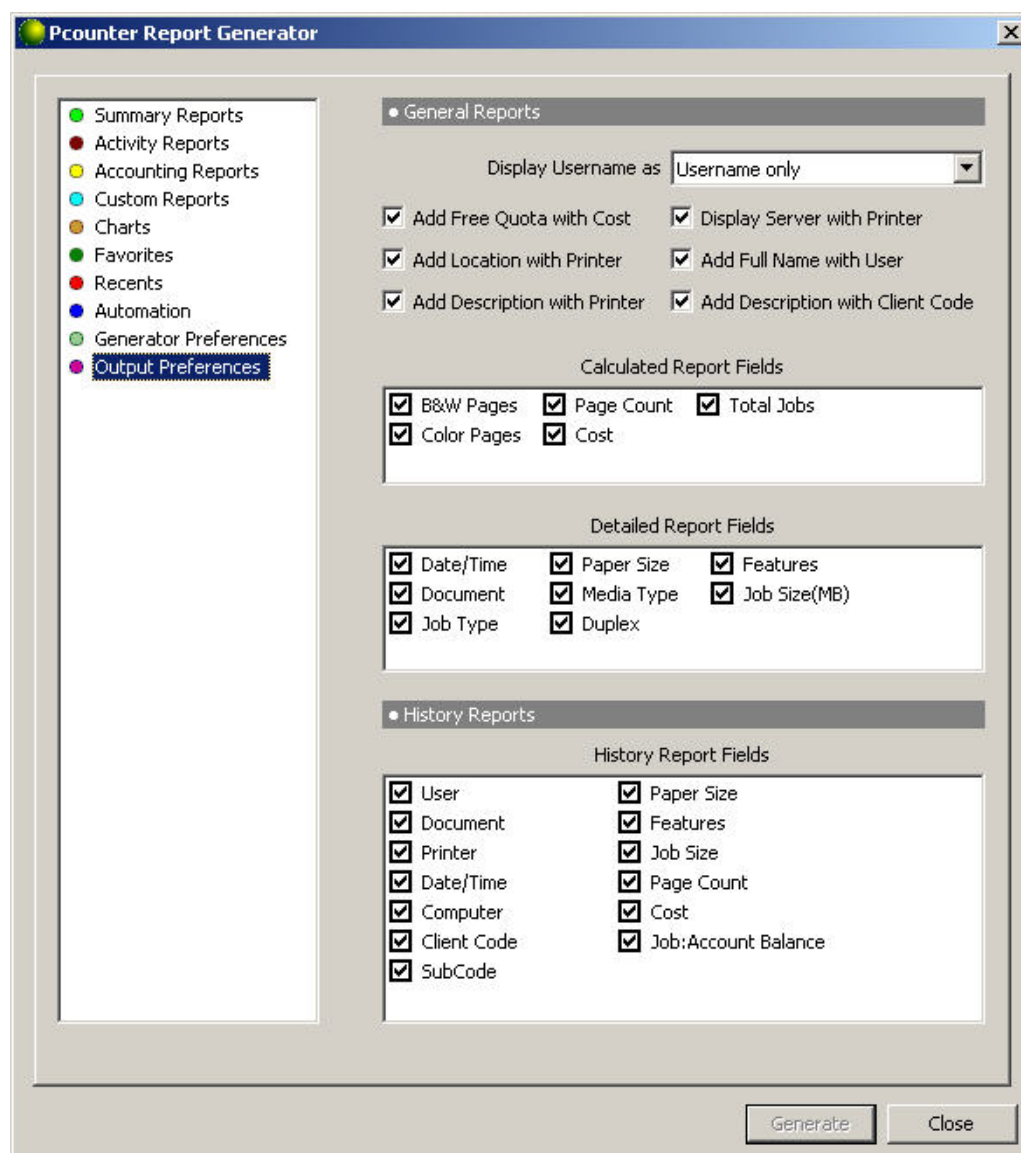 Pcounter Report Generator
Summary Reports
Activity Reports
Accounting Reports
Custom Reports
Charts
Favorites
Recents
Automation
Generator Preferences
Output Preferences
• General Reports
Display Username as Username only
Add Free Quota with Cost Display Server with Printer
Add Location with Printer Add Full Name with User
Add Description with Printer Add Description with Client Code
Calculated Report Fields
B&W Pages Page Count Total Jobs
Color Pages Cost
Detailed Report Fields
Date/Time Paper Size Features
Document Media Type Job Size(MB)
Job Type Duplex
• History Reports
History Report Fields
User Paper Size
Document Features
Printer Job Size
Date/Time Page Count
Computer Cost
Client Code Job:Account Balance
SubCode
Generate Close